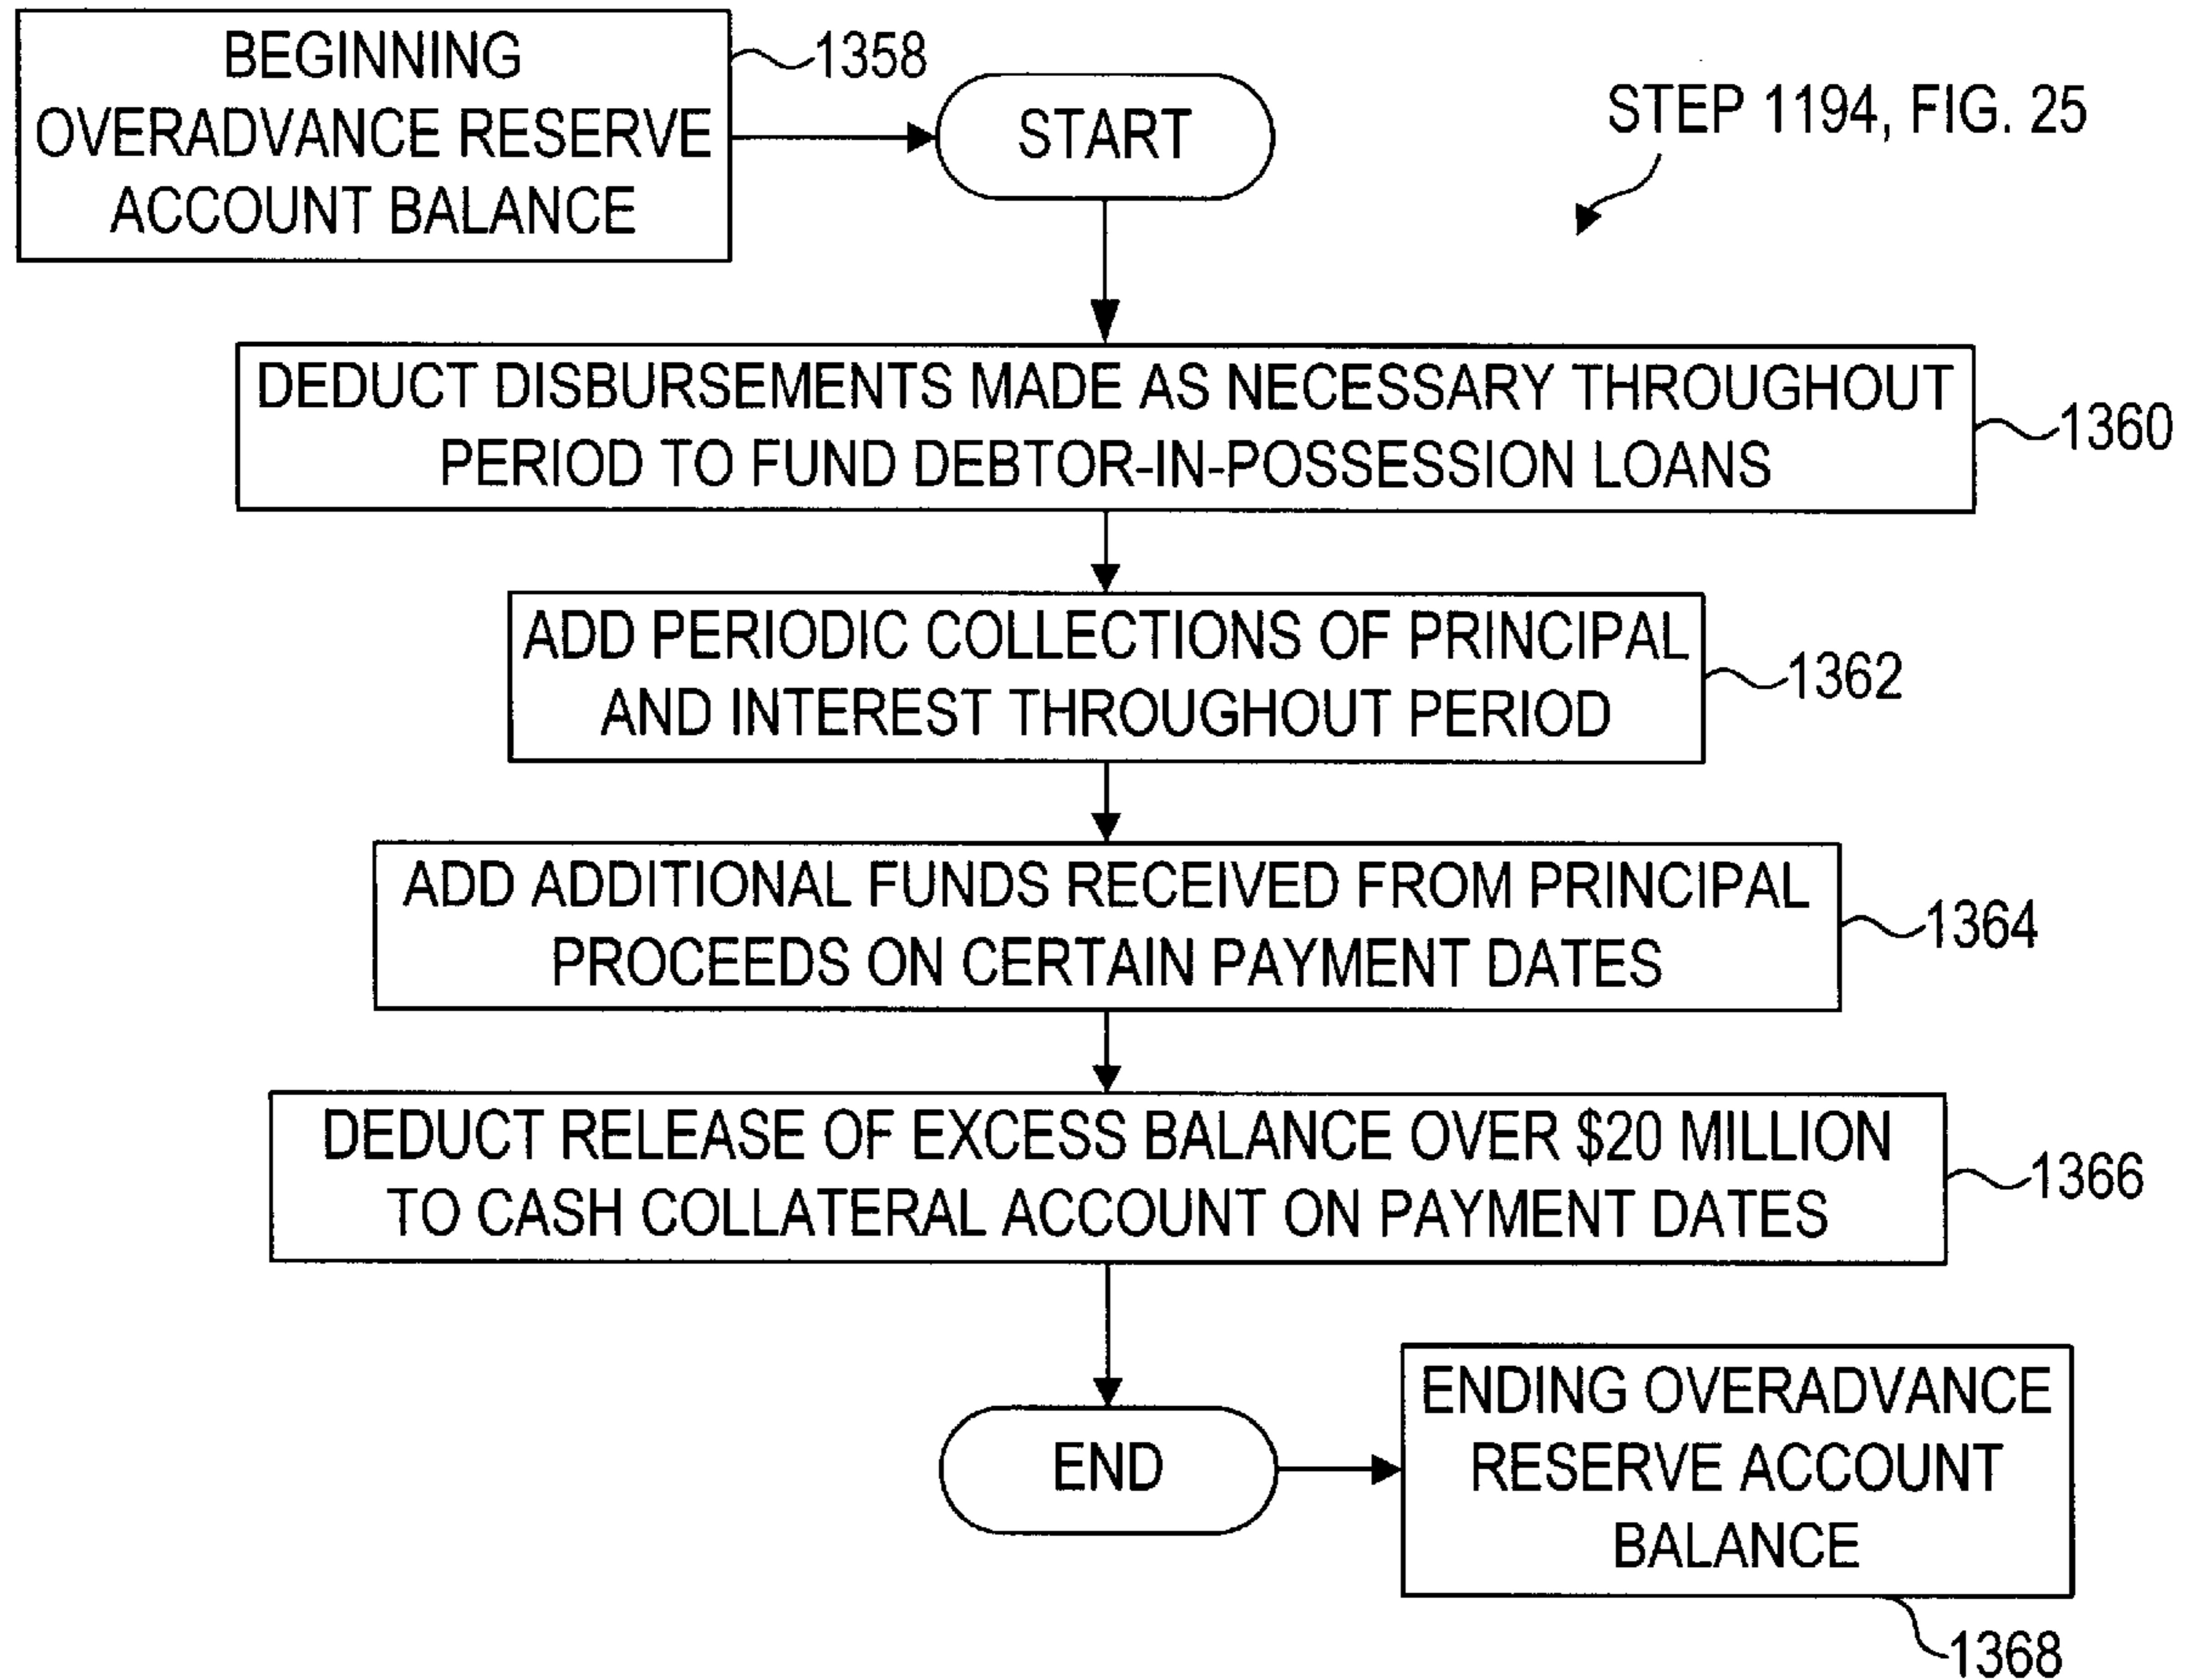 BEGINNING
OVERADVANCE RESERVE
ACCOUNT BALANCE
1358
START
STEP 1194, FIG. 25
DEDUCT DISBURSEMENTS MADE AS NECESSARY THROUGHOUT
PERIOD TO FUND DEBTOR-IN-POSSESSION LOANS
1360
ADD PERIODIC COLLECTIONS OF PRINCIPAL
AND INTEREST THROUGHOUT PERIOD
1362
ADD ADDITIONAL FUNDS RECEIVED FROM PRINCIPAL
PROCEEDS ON CERTAIN PAYMENT DATES
1364
DEDUCT RELEASE OF EXCESS BALANCE OVER $20 MILLION
TO CASH COLLATERAL ACCOUNT ON PAYMENT DATES
1366
END
ENDING OVERADVANCE
RESERVE ACCOUNT
BALANCE
1368